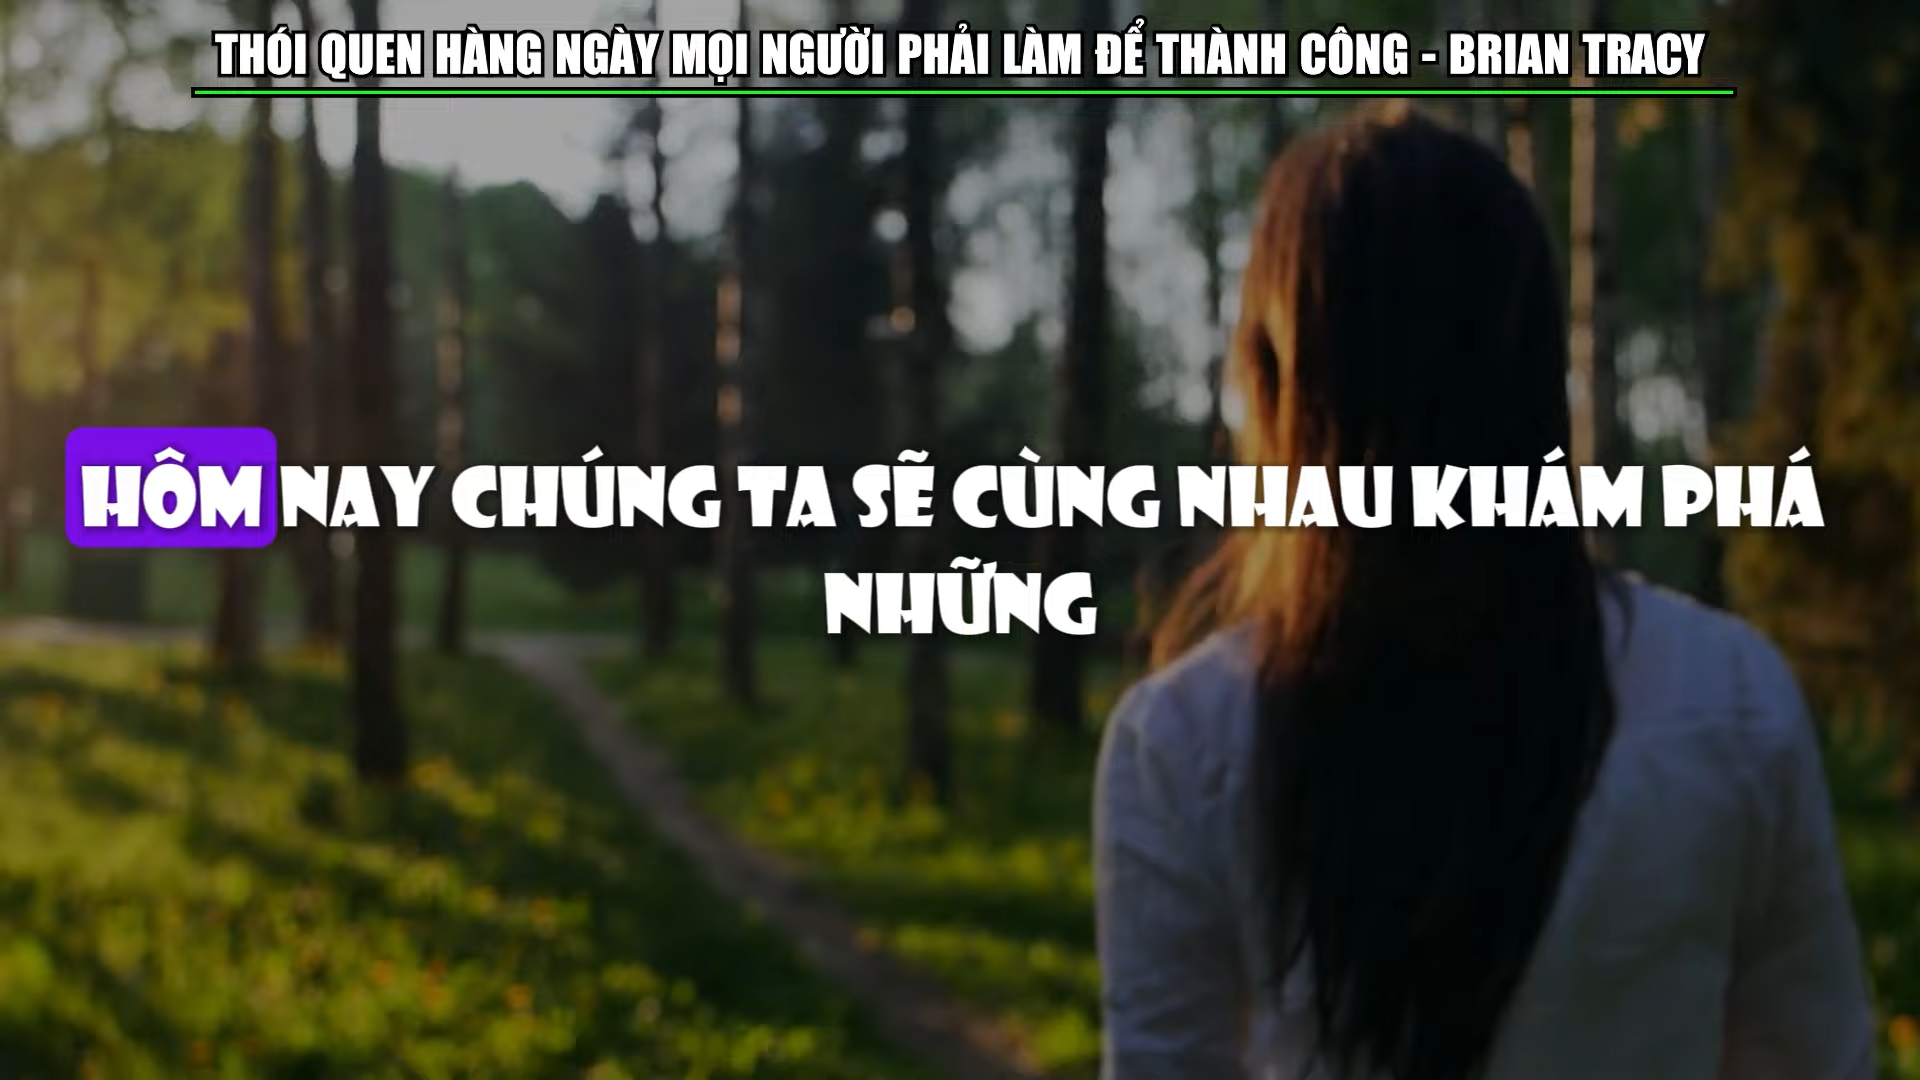 THÓI QUEN HÀNG NGÀY MỌI NGƯỜI PHẢI LÀM ĐỂ THÀNH CÔNG - BRIAN TRACY
HÔM NAY CHÚNG TA SẼ CÙNG NHAU KHÁM PHÁ
NHỮNG